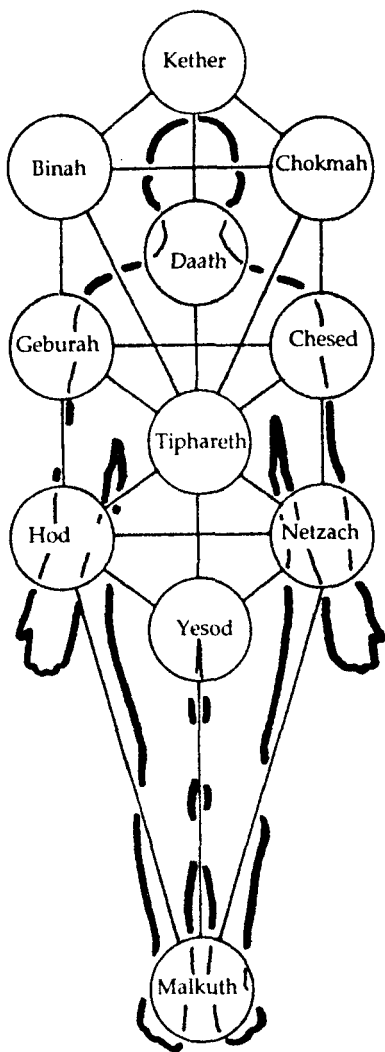 Kether
Binah
Chokmah
Daath
Geburah
Chesed
Tiphareth
Hod
Netzach
Yesod
Malkuth